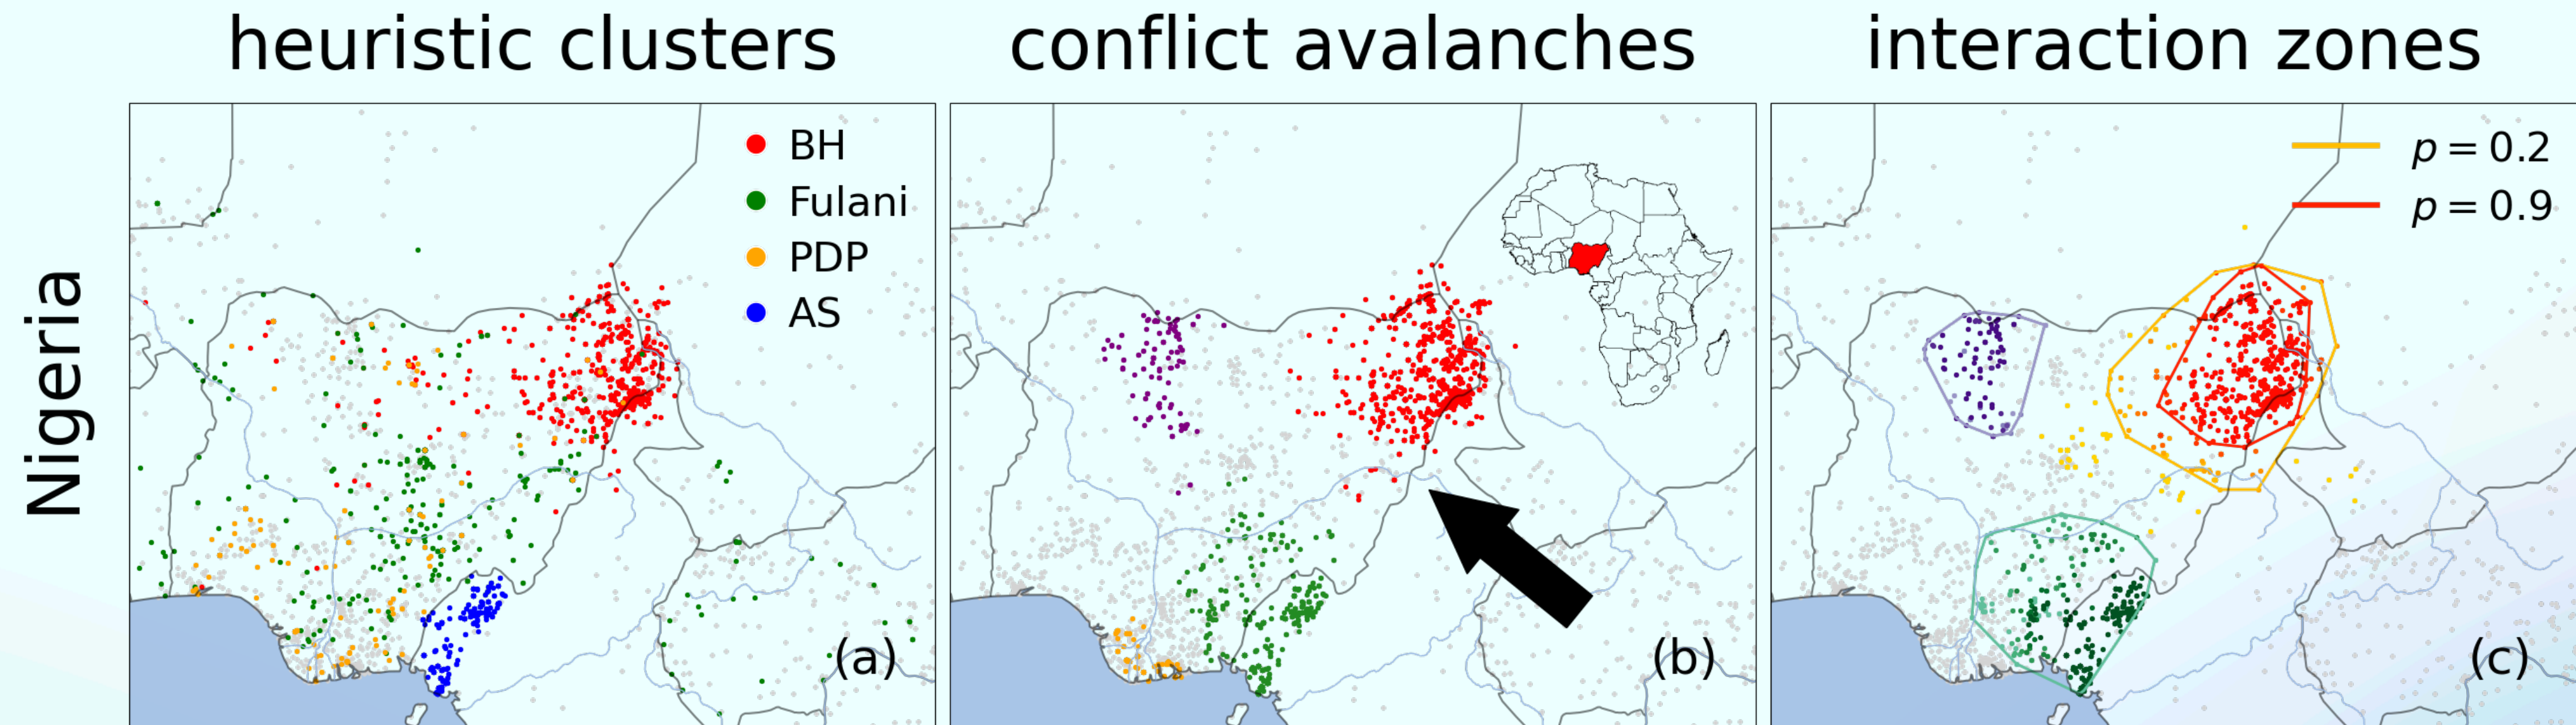 heuristic clusters
conflict avalanches
interaction zones
Nigeria
BH
Fulani
PDP
AS
(a)
(b)
p = 0.2
p = 0.9
(c)